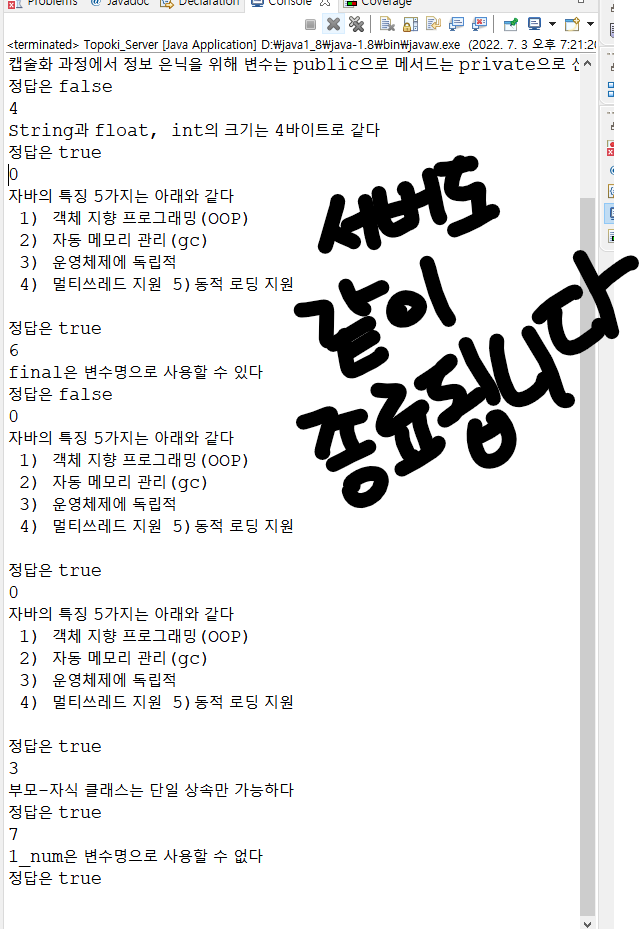 Problems @ Javadoc Declaration Console Coverage
<terminated> Topoki_Server [Java Application] D:₩java1_8₩java-1.8₩bin₩javaw.exe (2022. 7. 3 오후 7:21:20
캡슐화 과정에서 정보 은닉을 위해 변수는 public으로 메서드는 private으로
정답은 false
4
String과 float, int의 크기는 4바이트로 같다
정답은 true
0
자바의 특징 5가지는 아래와 같다
1) 객체 지향 프로그래밍(OOP)
2) 자동 메모리 관리(gc)
3) 운영체제에 독립적
4) 멀티쓰레드 지원 5)동적 로딩 지원
정답은 true
6
final은 변수명으로 사용할 수 있다
정답은 false
0
자바의 특징 5가지는 아래와 같다
1) 객체 지향 프로그래밍(OOP)
2) 자동 메모리 관리(gc)
3) 운영체제에 독립적
4) 멀티쓰레드 지원 5)동적 로딩 지원
정답은 true
0
자바의 특징 5가지는 아래와 같다
1) 객체 지향 프로그래밍(OOP)
2) 자동 메모리 관리(gc)
3) 운영체제에 독립적
4) 멀티쓰레드 지원 5)동적 로딩 지원
정답은 true
3
부모-자식 클래스는 단일 상속만 가능하다
정답은 true
7
1_num은 변수명으로 사용할 수 없다
정답은 true
서버도
같이
종료됩니다